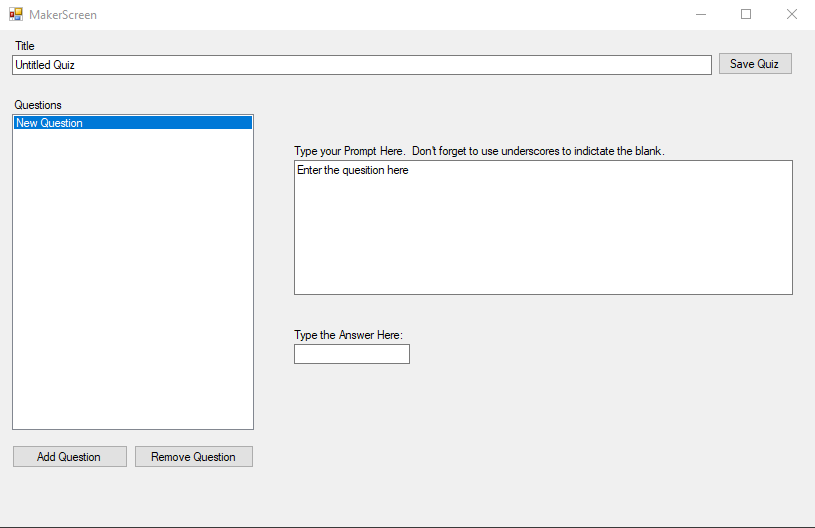 MakerScreen
Title
Untitled Quiz
Save Quiz
Questions
New Question
Type your Prompt Here.  Don't forget to use underscores to indictate the blank.
Enter the quesition here
Type the Answer Here:
Add Question
Remove Question